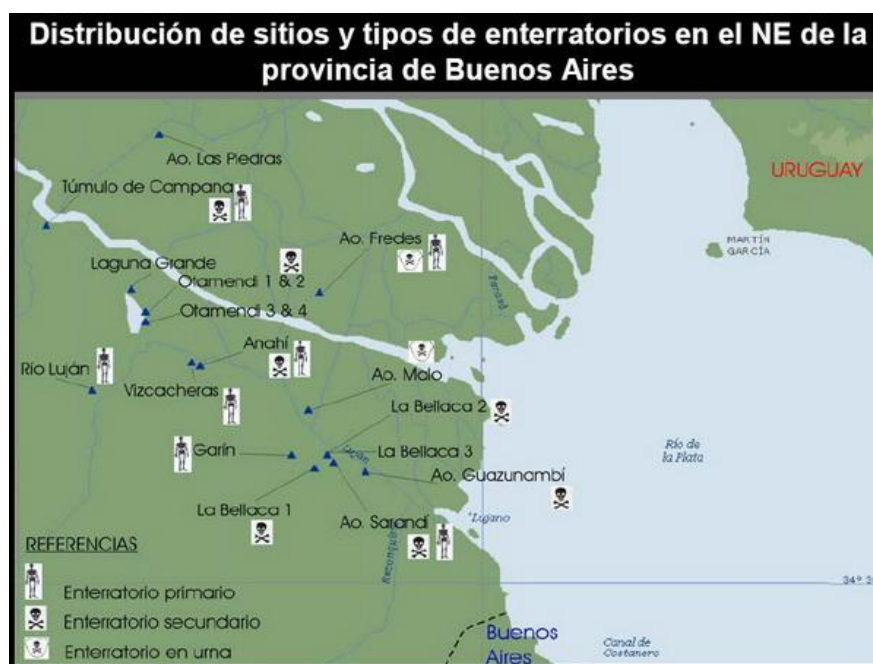 Distribución de sitios y tipos de enterratorios en el NE de la
provincia de Buenos Aires
Ao. Las Piedras
URUGUAY
Túmulo de Campana
Ao. Fredes
MARTÍN
GARCÍA
Laguna Grande
Otamendi 1 & 2
Paraná
Otamendi 3 & 4
Anahí
Río Luján
Ao. Malo
Vizcacheras
La Bellaca 2
Garín
La Bellaca 3
Río de
la Plata
Luján
Ao. Guazunambí
La Bellaca 1
Ao. Sarandí
Lugano
REFERENCIAS
Reconquista
Enterratorio primario
34º
Enterratorio secundario
Buenos
Aires
Canal de
Costanero
Enterratorio en urna